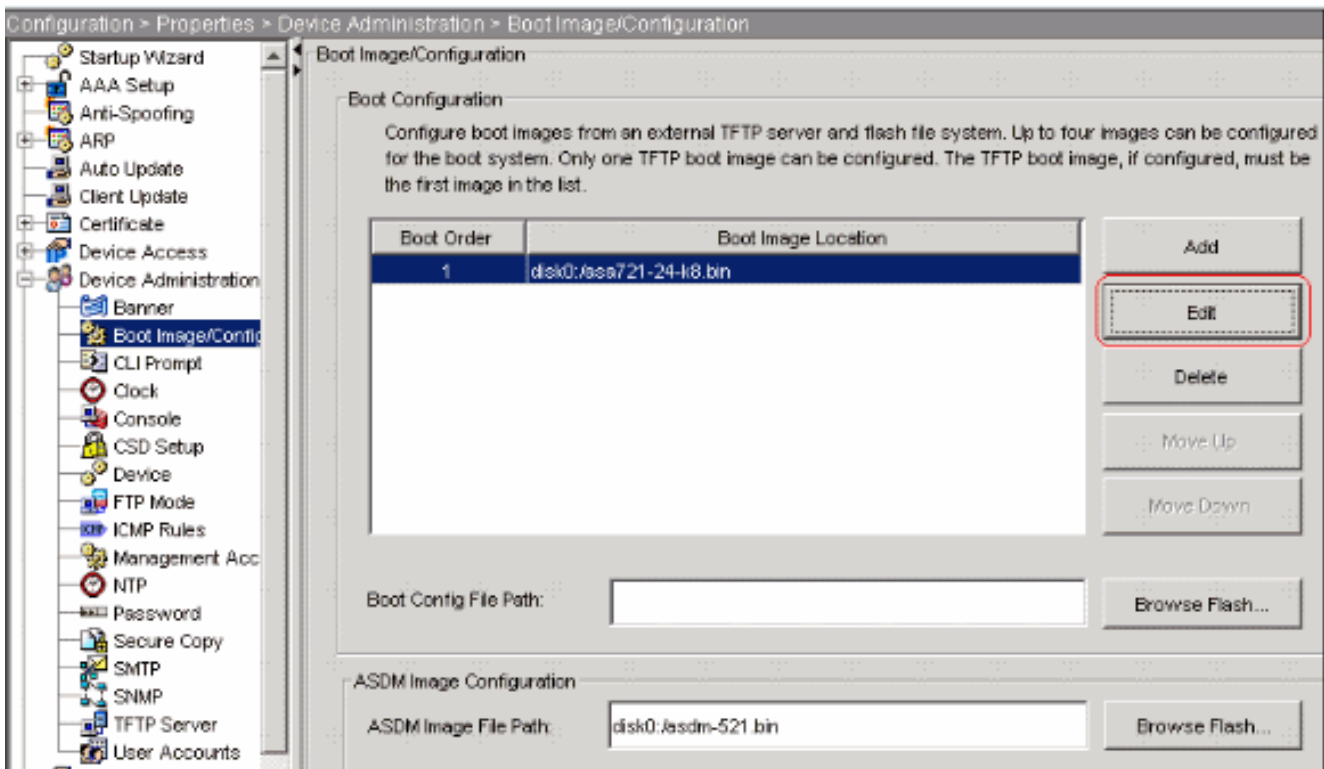 Configuration > Properties > Device Administration > Boot Image/Configuration
Startup Wizard
AAA Setup
Anti-Spoofing
ARP
Auto Update
Client Update
Certificate
Device Access
Device Administration
Banner
Boot Image/Config
CLI Prompt
Clock
Console
CSD Setup
Device
FTP Mode
ICMP Rules
Management Acc
NTP
Password
Secure Copy
SMTP
SNMP
TFTP Server
User Accounts
Boot Image/Configuration
Boot Configuration
Configure boot images from an external TFTP server and flash file system. Up to four images can be configured
for the boot system. Only one TFTP boot image can be configured. The TFTP boot image, if configured, must be
the first image in the list.
Boot Order Boot Image Location
1 disk0:/asa721-24-k8.bin
Add
Edit
Delete
Move Up
Move Down
Boot Config File Path:
Browse Flash...
ASDM Image Configuration
ASDM Image File Path: disk0:/asdm-521.bin
Browse Flash...